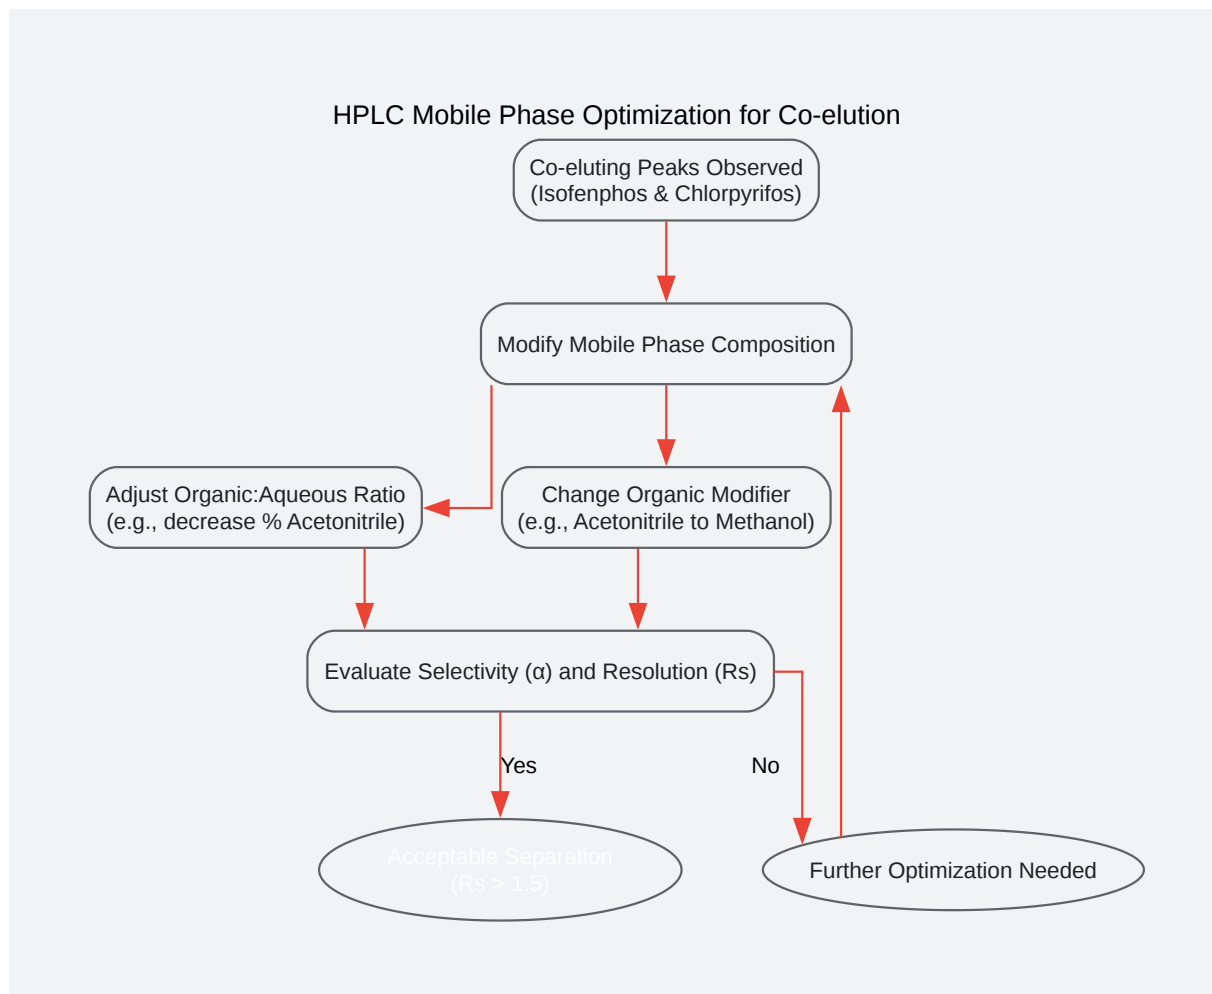 HPLC Mobile Phase Optimization for Co-elution
Co-eluting Peaks Observed
(Isofenphos & Chlorpyrifos)
Modify Mobile Phase Composition
Adjust Organic:Aqueous Ratio
(e.g., decrease % Acetonitrile)
Change Organic Modifier
(e.g., Acetonitrile to Methanol)
Evaluate Selectivity (α) and Resolution (Rs)
Yes
No
Acceptable Separation
(Rs > 1.5)
Further Optimization Needed